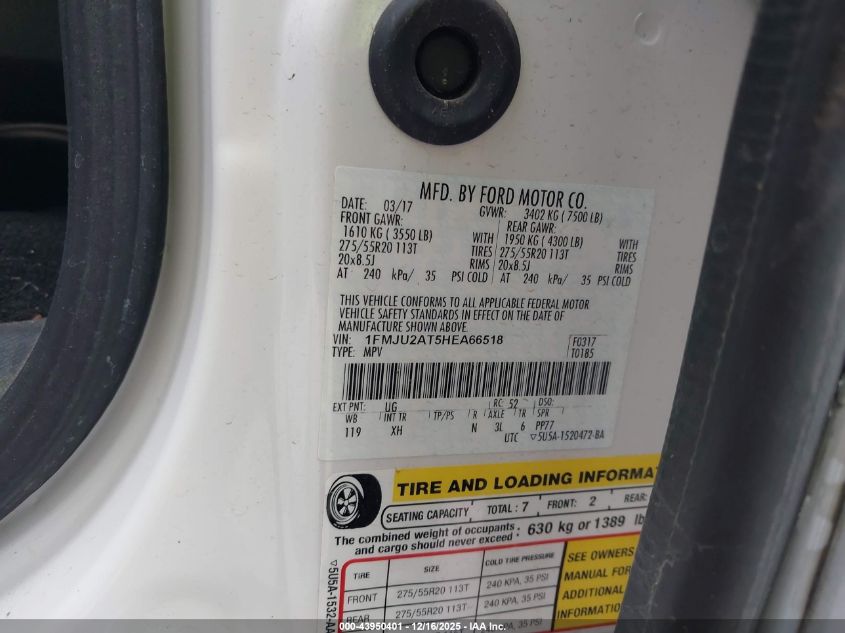 MFD. BY FORD MOTOR CO.
DATE: 03/17 GVWR: 3402 KG ( 7500 LB)
FRONT GAWR: REAR GAWR:
1610 KG ( 3550 LB) WITH 1950 KG ( 4300 LB) WITH
275/55R20 113T TIRES 275/55R20 113T TIRES
20x8.5J RIMS 20x8.5J RIMS
AT 240 kPa/ 35 PSI COLD AT 240 kPa/ 35 PSI COLD
THIS VEHICLE CONFORMS TO ALL APPLICABLE FEDERAL MOTOR
VEHICLE SAFETY STANDARDS IN EFFECT ON THE DATE OF
MANUFACTURE SHOWN ABOVE.
VIN: 1FMJU2AT5HEA66518 F0317
TYPE: MPV T0185
EXT PNT: UG RC: 52 DSO:
WB INT TR TP/PS R AXLE TR SPR
119 XH N 3L 6 PP77
UTC ▽5U5A-1520472-BA
TIRE AND LOADING INFORMAT
SEATING CAPACITY TOTAL: 7 FRONT: 2 REAR:
The combined weight of occupants and cargo should never exceed: 630 kg or 1389 lb
TIRE SIZE COLD TIRE PRESSURE SEE OWNERS
FRONT 275/55R20 113T 240 KPA, 35 PSI MANUAL FOR
REAR 275/55R20 113T 240 KPA, 35 PSI ADDITIONAL
INFORMATION
▽5U5A-1532-AA
000- 43950401 - 12/16/2025 - IAA, Inc.